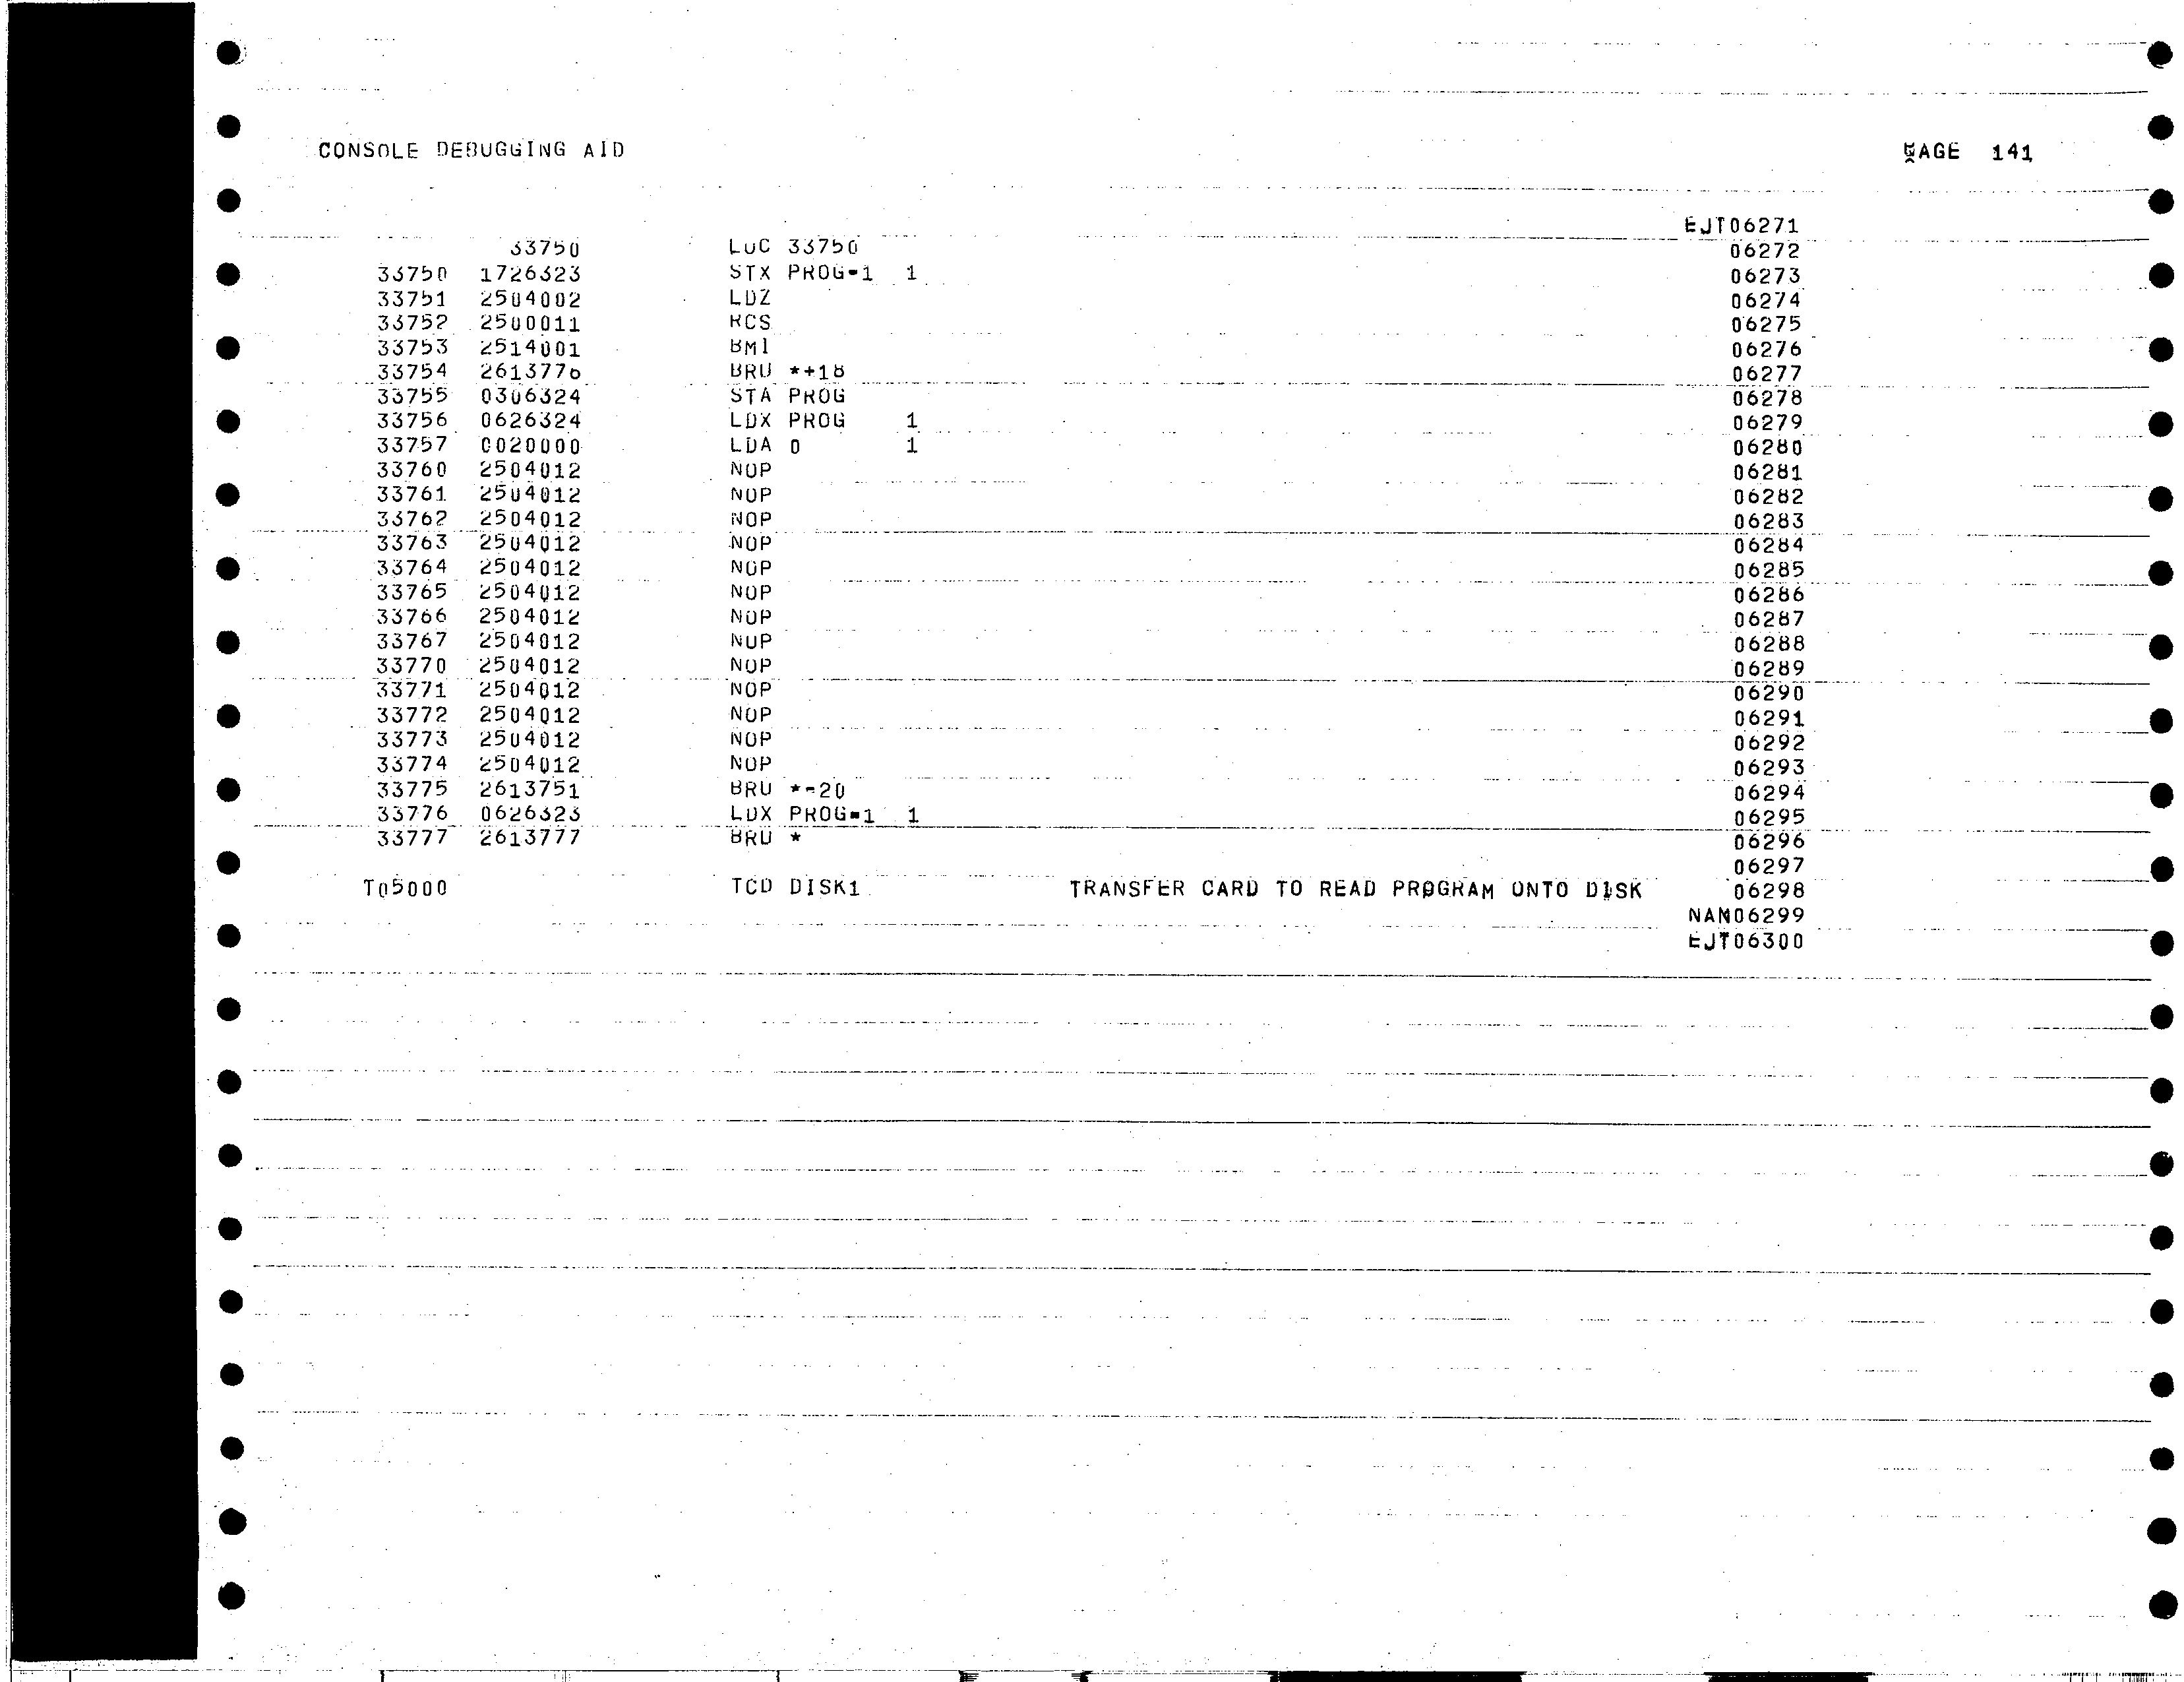 CONSOLE DEBUGGING AID PAGE 141
EJT06271
33750 LOC 33750 06272
33750 1726323 STX PROG-1 1 06273
33751 2504002 LDZ 06274
33752 2500011 RCS 06275
33753 2514001 BMI 06276
33754 2613776 BRU *+18 06277
33755 0306324 STA PROG 06278
33756 0626324 LDX PROG 1 06279
33757 0020000 LDA 0 1 06280
33760 2504012 NOP 06281
33761 2504012 NOP 06282
33762 2504012 NOP 06283
33763 2504012 NOP 06284
33764 2504012 NOP 06285
33765 2504012 NOP 06286
33766 2504012 NOP 06287
33767 2504012 NOP 06288
33770 2504012 NOP 06289
33771 2504012 NOP 06290
33772 2504012 NOP 06291
33773 2504012 NOP 06292
33774 2504012 NOP 06293
33775 2613751 BRU *-20 06294
33776 0626323 LDX PROG-1 1 06295
33777 2613777 BRU * 06296
06297
T05000 TCD DISK1 TRANSFER CARD TO READ PROGRAM ONTO DISK 06298
NAM06299
EJT06300